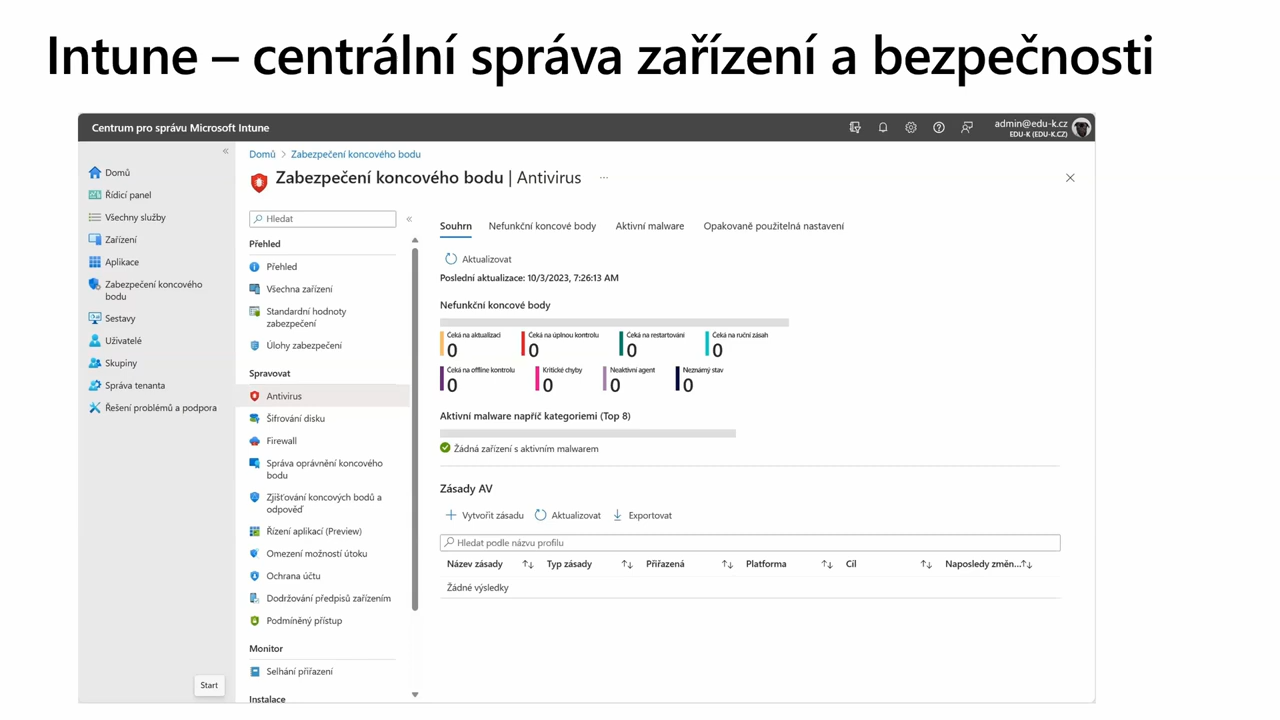 Intune – centrální správa zařízení a bezpečnosti
Centrum pro správu Microsoft Intune
admin@edu-k.cz
EDU-K (EDU-K.CZ)
Domů
Řídicí panel
Všechny služby
Zařízení
Aplikace
Zabezpečení koncového
bodu
Sestavy
Uživatelé
Skupiny
Správa tenanta
Řešení problémů a podpora
Start
Domů > Zabezpečení koncového bodu
Zabezpečení koncového bodu | Antivirus ...
Hledat
Přehled
Přehled
Všechna zařízení
Standardní hodnoty
zabezpečení
Úlohy zabezpečení
Spravovat
Antivirus
Šifrování disku
Firewall
Správa oprávnění koncového
bodu
Zjišťování koncových bodů a
odpověď
Řízení aplikací (Preview)
Omezení možností útoku
Ochrana účtu
Dodržování předpisů zařízením
Podmíněný přístup
Monitor
Selhání přiřazení
Instalace
Souhrn Nefunkční koncové body Aktivní malware Opakovaně použitelná nastavení
Aktualizovat
Poslední aktualizace: 10/3/2023, 7:26:13 AM
Nefunkční koncové body
Čeká na aktualizaci Čeká na úplnou kontrolu Čeká na restartování Čeká na ruční zásah
0 0 0 0
Čeká na offline kontrolu Kritické chyby Neaktivní agent Neznámý stav
0 0 0 0
Aktivní malware napříč kategoriemi (Top 8)
Žádná zařízení s aktivním malwarem
Zásady AV
Vytvořit zásadu Aktualizovat Exportovat
Hledat podle názvu profilu
Název zásady Typ zásady Přiřazená Platforma Cíl Naposledy změn...
Žádné výsledky